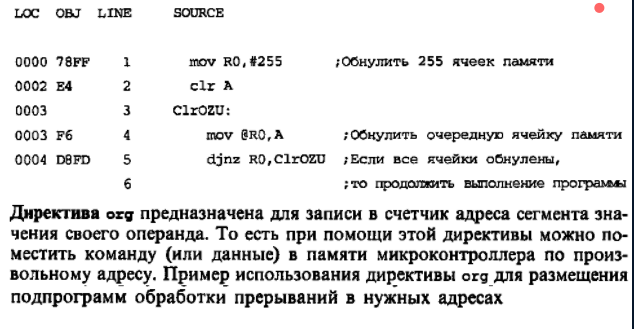 LOC OBJ LINE SOURCE
0000 78FF 1 mov R0,#255 ;Обнулить 255 ячеек памяти
0002 E4 2 clr A
0003 3 ClrOZU:
0003 F6 4 mov @R0,A ;Обнулить очередную ячейку памяти
0004 D8FD 5 djnz R0,ClrOZU ;Если все ячейки обнулены,
6 ;то продолжить выполнение программы
Директива org предназначена для записи в счетчик адреса сегмента зна-
чения своего операнда. То есть при помощи этой директивы можно по-
местить команду (или данные) в памяти микроконтроллера по произ-
вольному адресу. Пример использования директивы org для размещения
подпрограмм обработки прерываний в нужных адресах